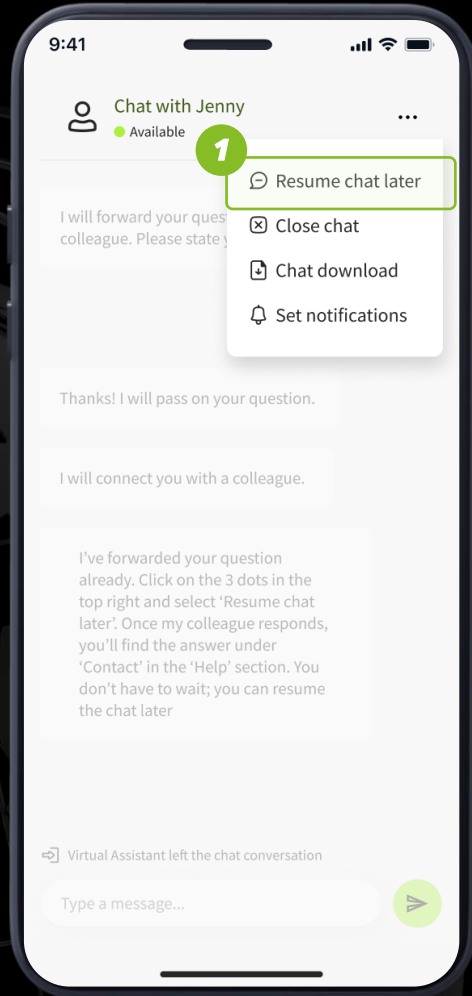 9:41
Chat with Jenny
Available
1
Resume chat later
Close chat
Chat download
Set notifications
I will forward your ques
colleague. Please state
Thanks! I will pass on your question.
I will connect you with a colleague.
I’ve forwarded your question
already. Click on the 3 dots in the
top right and select ‘Resume chat
later’. Once my colleague responds,
you’ll find the answer under
‘Contact’ in the ‘Help’ section. You
don’t have to wait; you can resume
the chat later
Virtual Assistant left the chat conversation
Type a message...